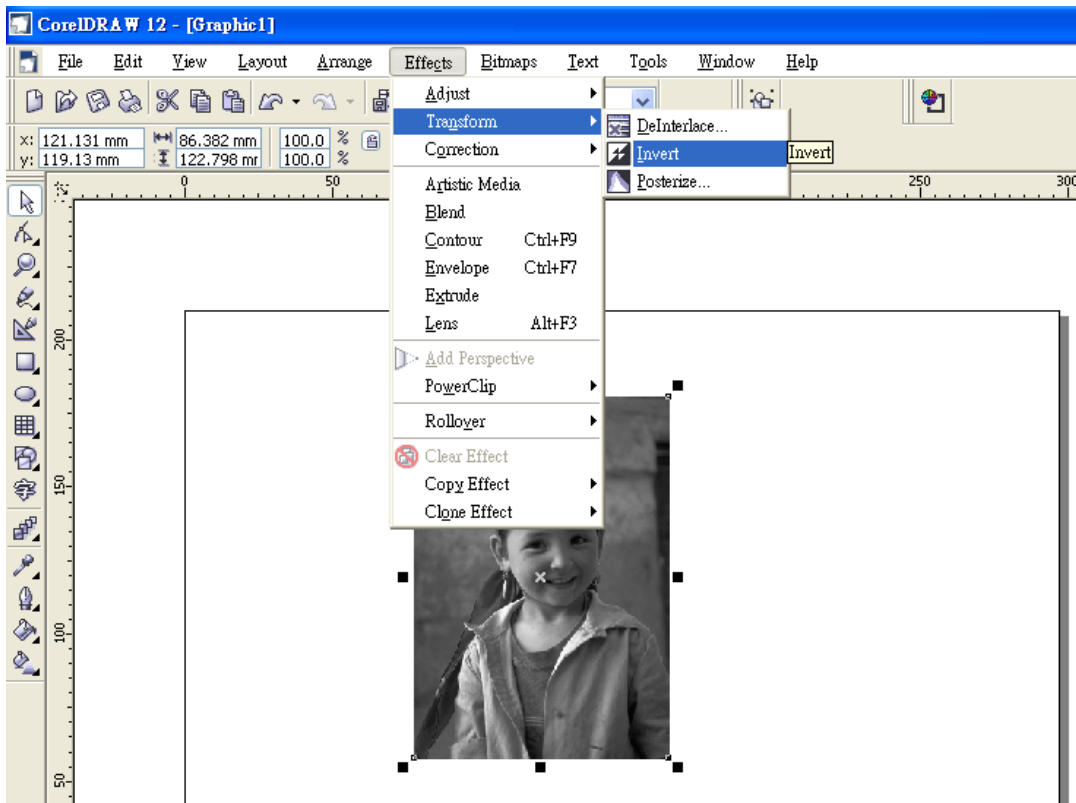 CorelDRAW 12 - [Graphic1]
File Edit View Layout Arrange Effects Bitmaps Text Tools Window Help
x: 121.131 mm 86.382 mm 100.0 %
y: 119.13 mm 122.798 mr 100.0 %
Adjust
Transform
Correction
Artistic Media
Blend
Contour Ctrl+F9
Envelope Ctrl+F7
Extrude
Lens Alt+F3
Add Perspective
PowerClip
Rollover
Clear Effect
Copy Effect
Clone Effect
DeInterlace...
Invert Invert
Posterize...
0 50 250 300
200
150
100
50
字